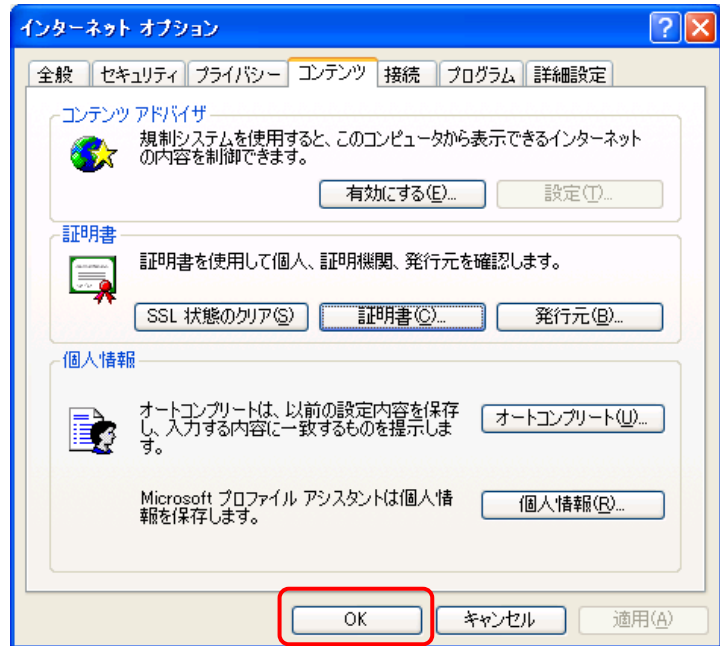 インターネット オプション
全般 セキュリティ プライバシー コンテンツ 接続 プログラム 詳細設定
コンテンツ アドバイザ
規制システムを使用すると、このコンピュータから表示できるインターネット
の内容を制御できます。
有効にする(E)... 設定(T)...
証明書
証明書を使用して個人、証明機関、発行元を確認します。
SSL 状態のクリア(S) 証明書(C)... 発行元(B)...
個人情報
オートコンプリートは、以前の設定内容を保存
し、入力する内容に一致するものを提示しま
す。
オートコンプリート(U)...
Microsoft プロファイル アシスタントは個人情
報を保存します。
個人情報(R)...
OK キャンセル 適用(A)